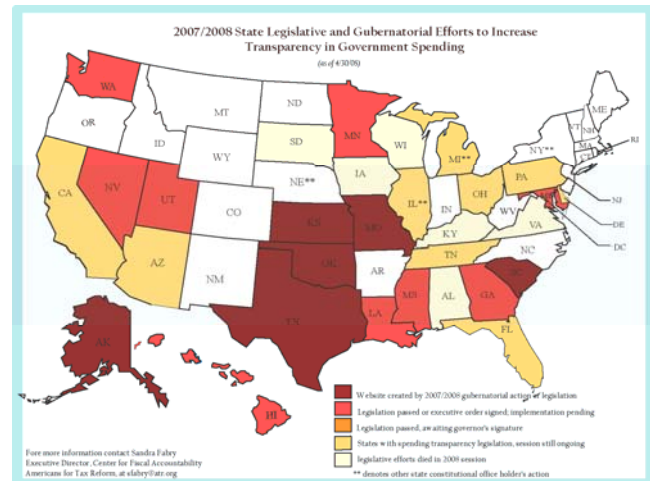 2007/2008 State Legislative and Gubernatorial Efforts to Increase
Transparency in Government Spending
(as of 4/30/08)
WA
OR
ID
MT
ND
MN
WI
MI**
NY**
VT
NH
ME
MA
CT
RI
SD
WY
NE**
IA
IL**
IN
OH
PA
NJ
DE
DC
CA
NV
UT
CO
KS
MO
KY
WV
VA
AZ
NM
OK
AR
TN
NC
SC
TX
LA
MS
AL
GA
FL
AK
HI
Website created by 2007/2008 gubernatorial action of legislation
Legislation passed or executive order signed; implementation pending
Legislation passed, awaiting governor's signature
States with spending transparency legislation, session still ongoing
legislative efforts died in 2008 session
** denotes other state constitutional office holder's action
Fore more information contact Sandra Fabry
Executive Director, Center for Fiscal Accountability
Americans for Tax Reform, at sfabry@atr.org